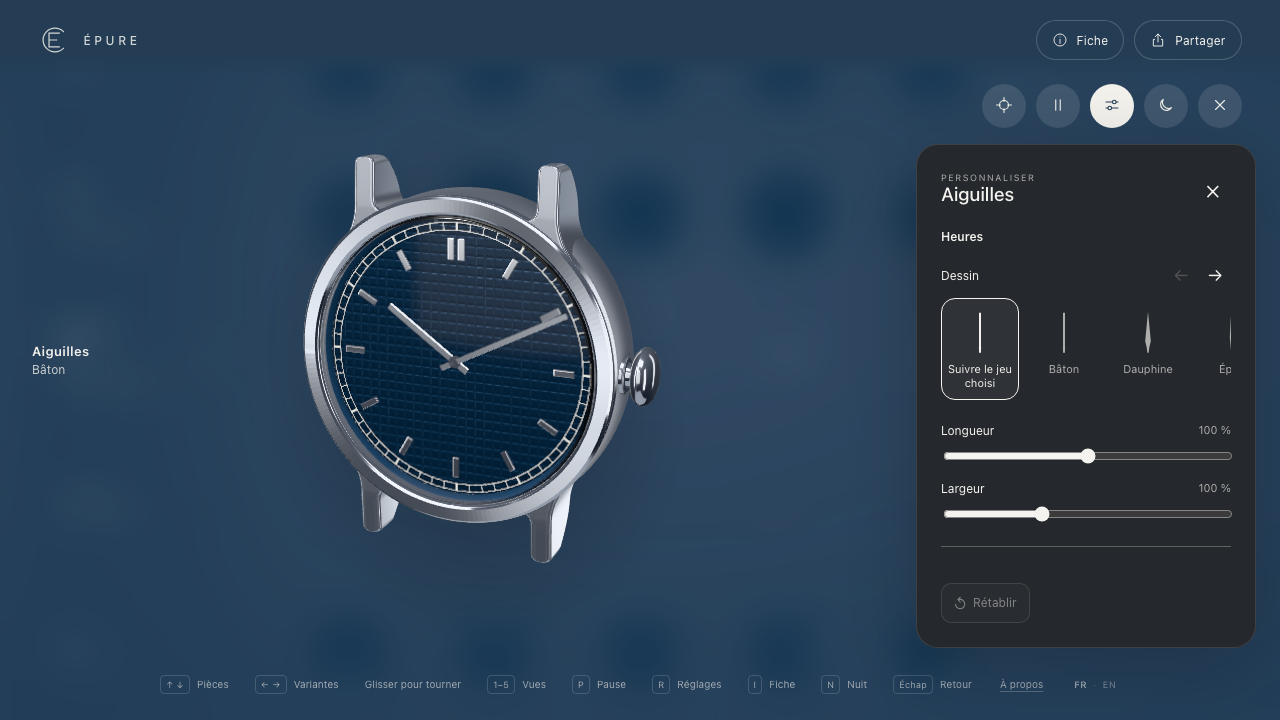 ÉPURE
Fiche
Partager
PERSONNALISER
Aiguilles
Heures
Dessin
Suivre le jeu
choisi
Bâton
Dauphine
Ép
Longueur
100 %
Largeur
100 %
Rétablir
Aiguilles
Bâton
↑ ↓ Pièces
← → Variantes
Glisser pour tourner
1–5 Vues
P Pause
R Réglages
I Fiche
N Nuit
Échap Retour
À propos
FR · EN